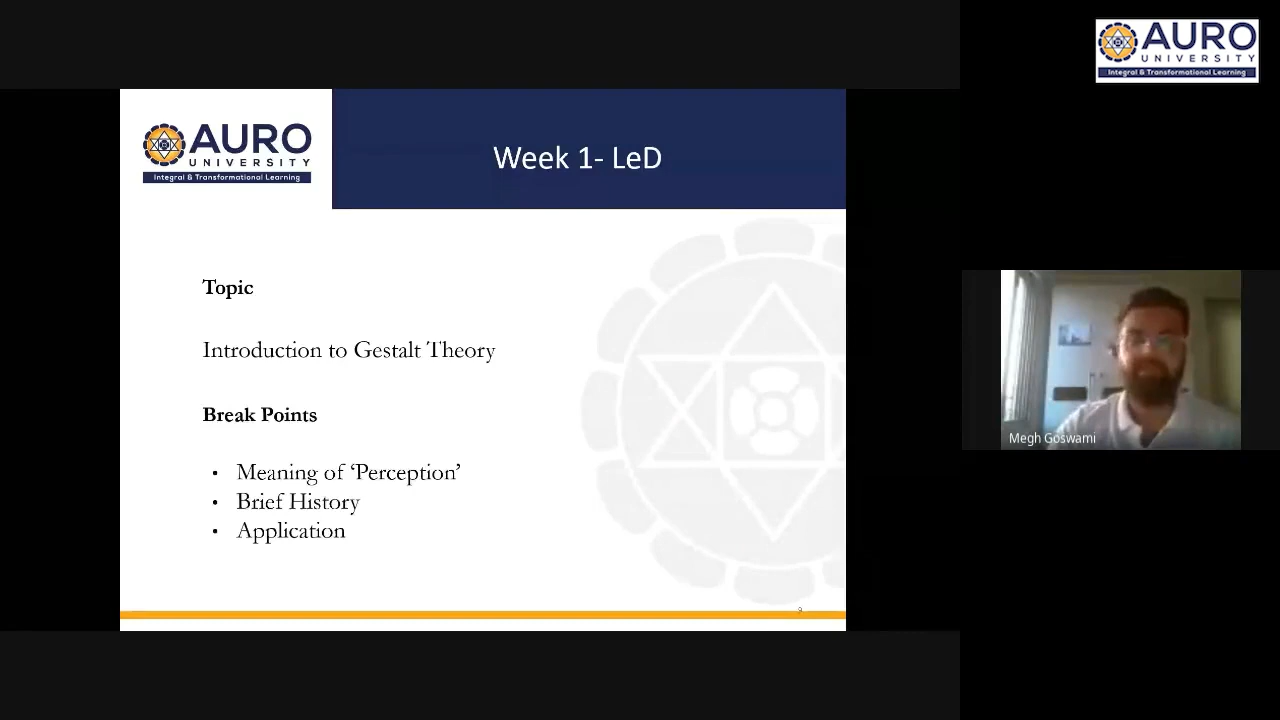 AURO
UNIVERSITY
Integral & Transformational Learning
AURO
UNIVERSITY
Integral & Transformational Learning
Week 1- LeD
Topic
Introduction to Gestalt Theory
Break Points
• Meaning of ‘Perception’
• Brief History
• Application
9
Megh Goswami